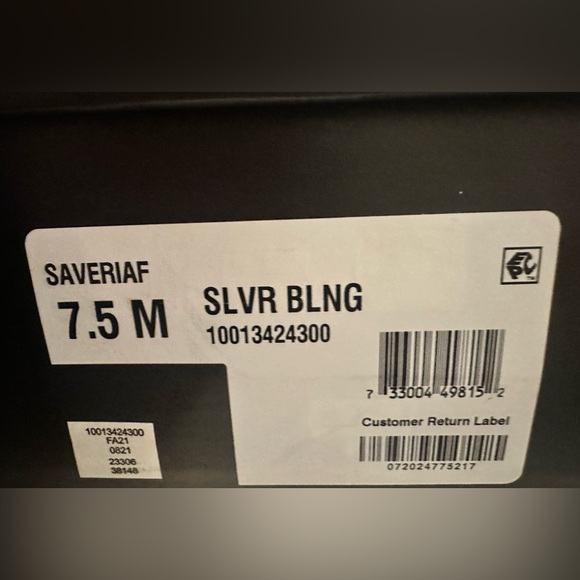 SAVERIAF
7.5 M
SLVR BLNG
10013424300
7 33004 49815 2
Customer Return Label
072024775217
10013424300
FA21
0821
23306
38148